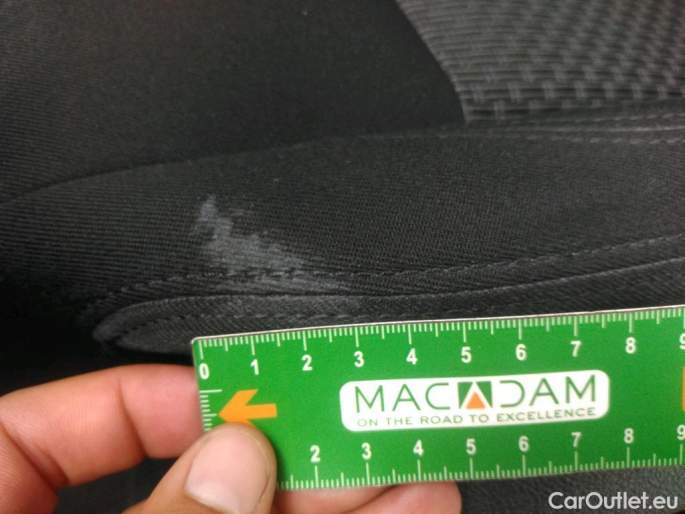 0 1 2 3 4 5 6 7 8 9
MACADAM
ON THE ROAD TO EXCELLENCE
2 3 4 5 6 7 8 9
CarOutlet.eu